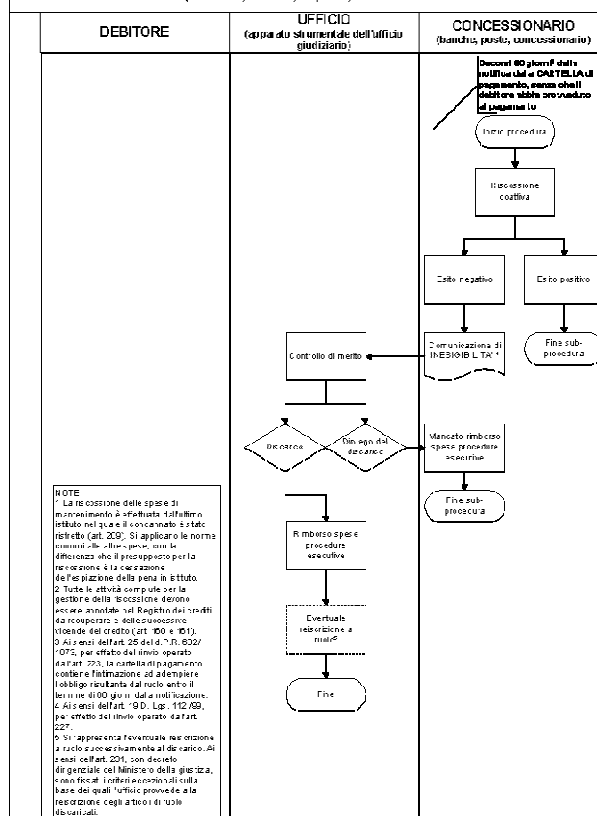 DEBITORE
UFFICIO
(apparato strumentale dell'ufficio
giudiziario)
CONCESSIONARIO
(banche, poste, concessionario)
Decorsi 60 giorni³ dalla
notifica della CARTELLA di
pagamento, senza che il
debitore abbia provveduto
al pagamento
Inizio procedura
Riscossione
coattiva
Esito negativo
Esito positivo
Comunicazione di
INESIGIBILITA' ⁴
Fine sub-
procedura
Controllo di merito
Discarico
Diniego del
discarico
Mancato rimborso
spese procedure
esecutive
Fine sub-
procedura
Rimborso spese
procedure
esecutive
Eventuale
reiscrizione a
ruolo⁵
Fine
NOTE
1 La riscossione delle spese di
mantenimento è effettuata dall'ultimo
istituto nel quale il condannato è stato
ristretto (art. 209). Si applicano le norme
comuni alle altre spese, con la
differenza che il presupposto per la
riscossione è la cessazione
dell'espiazione della pena in istituto.
2 Tutte le attività compiute per la
gestione della riscossione devono
essere annotate nel Registro dei crediti
da recuperare e delle successive
vicende del credito (art. 160 e 161).
3 Ai sensi dell'art. 25 del d.P.R. 602/
1973, per effetto del rinvio operato
dall'art. 223, la cartella di pagamento
contiene l'intimazione ad adempiere
l'obbligo risultante dal ruolo entro il
termine di 60 giorni dalla notificazione.
4 Ai sensi dell'art. 19 D. Lgs. 112/99,
per effetto del rinvio operato dall'art.
227.
5 Si rappresenta l'eventuale reiscrizione
a ruolo successivamente al discarico. Ai
sensi dell'art. 231, con decreto
dirigenziale del Ministero della giustizia,
sono fissati i criteri eccezionali sulla
base dei quali l'ufficio provvede alla
reiscrizione degli articoli di ruolo
discaricati.